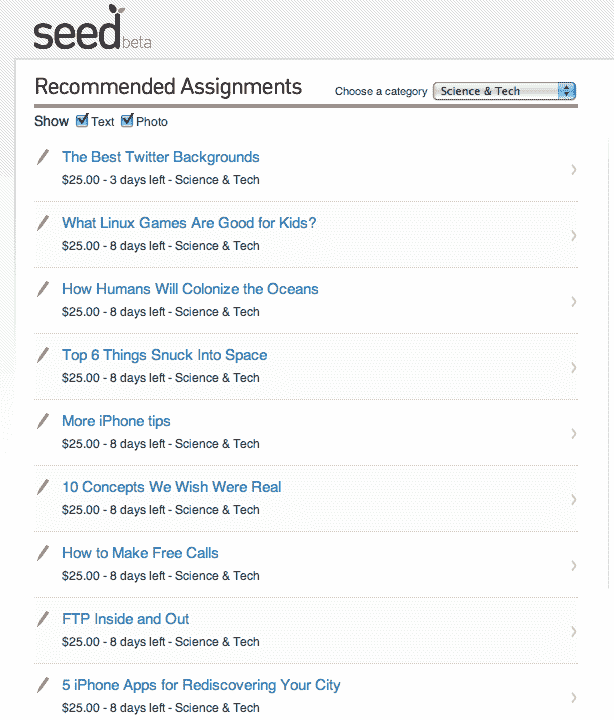 seed beta
Recommended Assignments
Choose a category Science & Tech
Show Text Photo
The Best Twitter Backgrounds
$25.00 - 3 days left - Science & Tech
What Linux Games Are Good for Kids?
$25.00 - 8 days left - Science & Tech
How Humans Will Colonize the Oceans
$25.00 - 8 days left - Science & Tech
Top 6 Things Snuck Into Space
$25.00 - 8 days left - Science & Tech
More iPhone tips
$25.00 - 8 days left - Science & Tech
10 Concepts We Wish Were Real
$25.00 - 8 days left - Science & Tech
How to Make Free Calls
$25.00 - 8 days left - Science & Tech
FTP Inside and Out
$25.00 - 8 days left - Science & Tech
5 iPhone Apps for Rediscovering Your City
$25.00 - 8 days left - Science & Tech